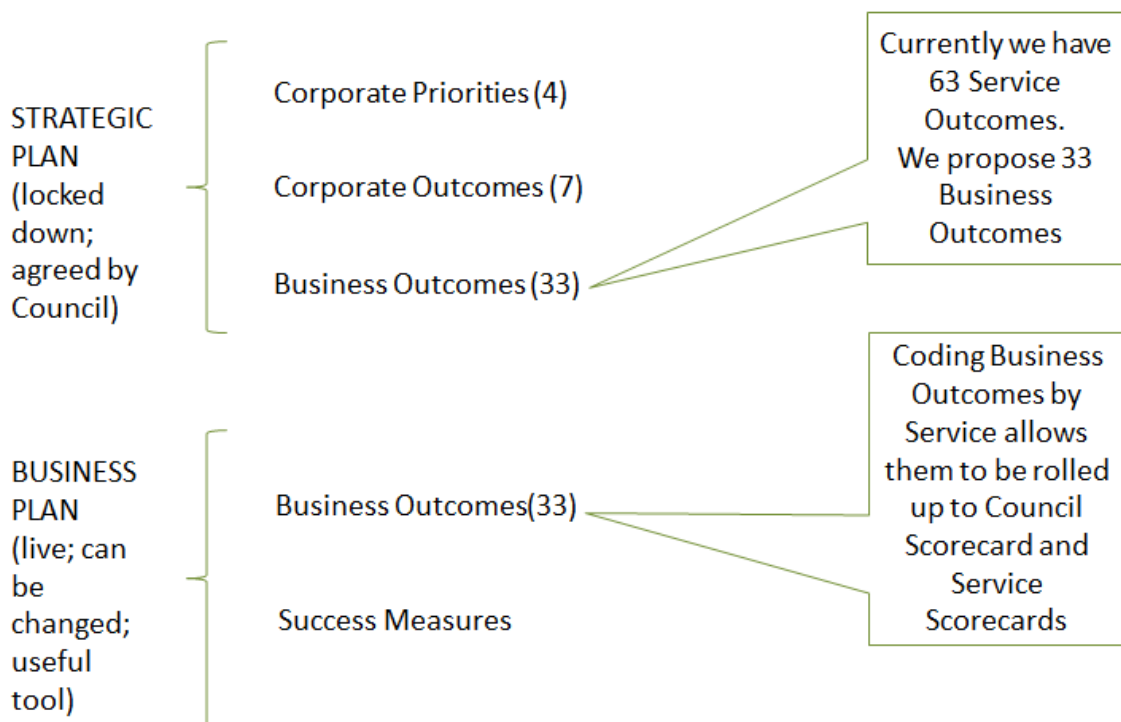 STRATEGIC
PLAN
(locked
down;
agreed by
Council)
Corporate Priorities (4)
Corporate Outcomes (7)
Business Outcomes (33)
Currently we have
63 Service
Outcomes.
We propose 33
Business
Outcomes
BUSINESS
PLAN
(live; can
be
changed;
useful
tool)
Business Outcomes(33)
Success Measures
Coding Business
Outcomes by
Service allows
them to be rolled
up to Council
Scorecard and
Service
Scorecards